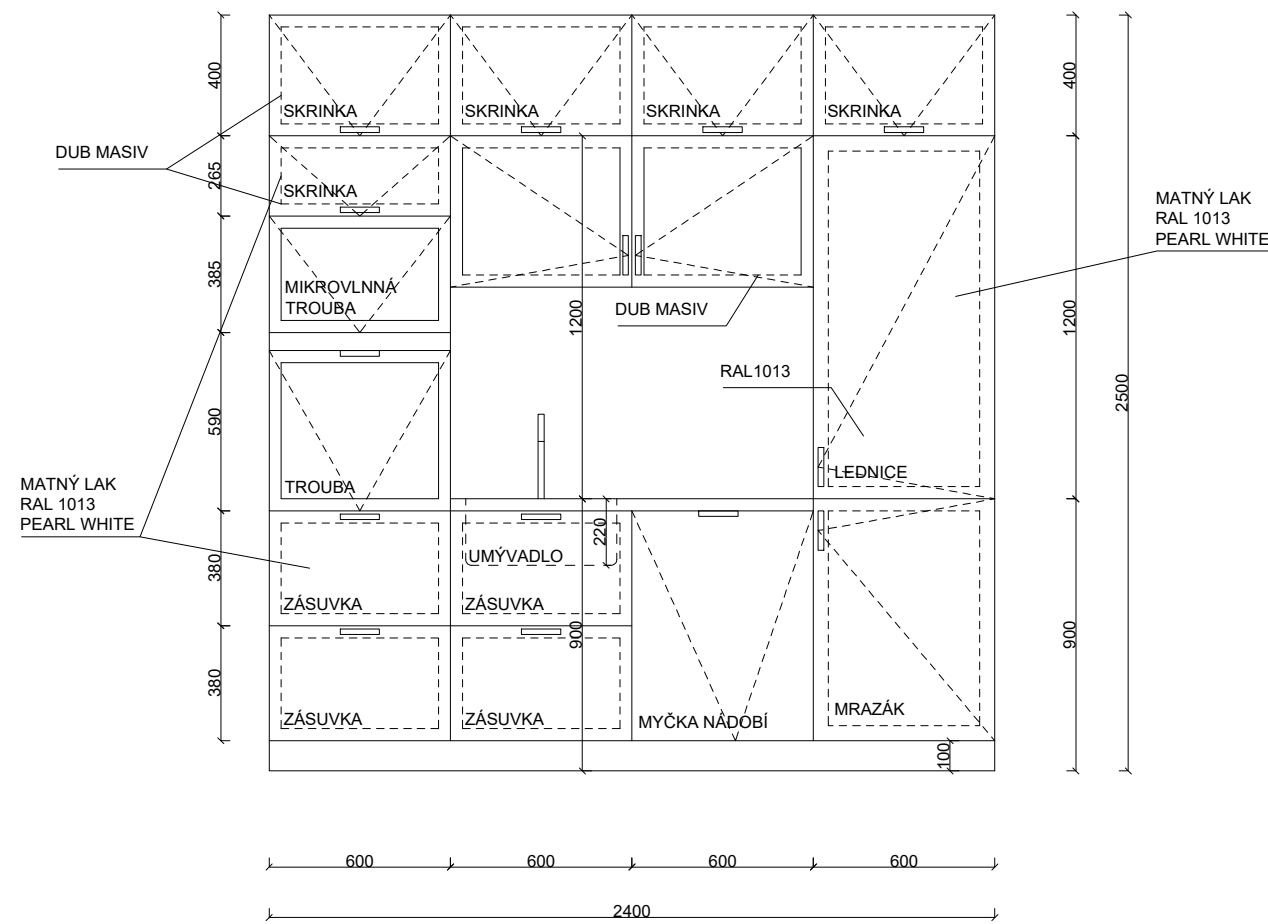 400
400
SKRINKA
SKRINKA
SKRINKA
SKRINKA
DUB MASIV
265
SKRINKA
MATNÝ LAK
RAL 1013
PEARL WHITE
385
MIKROVLNNÁ
TROUBA
DUB MASIV
1200
1200
RAL1013
2500
590
TROUBA
LEDNICE
MATNÝ LAK
RAL 1013
PEARL WHITE
220
UMÝVADLO
380
ZÁSUVKA
ZÁSUVKA
900
900
380
ZÁSUVKA
ZÁSUVKA
MYČKA NÁDOBÍ
MRAZÁK
100
600
600
600
600
2400